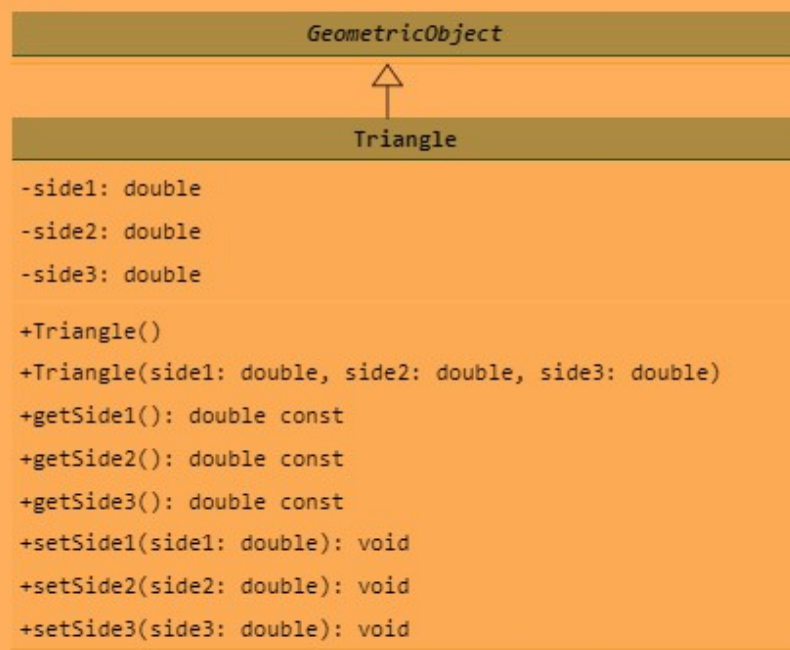 GeometricObject
Triangle
-side1: double
-side2: double
-side3: double
+Triangle()
+Triangle(side1: double, side2: double, side3: double)
+getSide1(): double const
+getSide2(): double const
+getSide3(): double const
+setSide1(side1: double): void
+setSide2(side2: double): void
+setSide3(side3: double): void